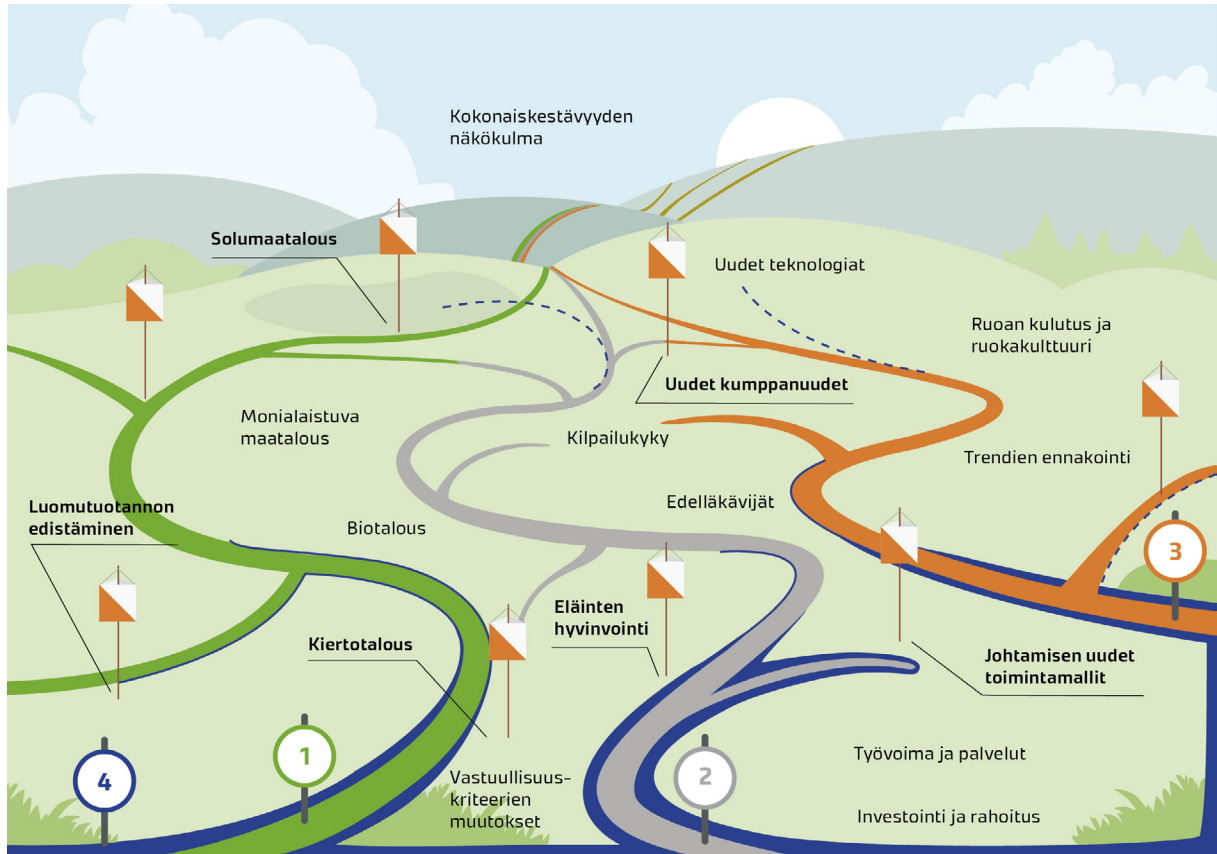 Kokonaiskestävyyden
näkökulma
Solumaatalous
Uudet teknologiat
Ruoan kulutus ja
ruokakulttuuri
Uudet kumppanuudet
Monialaistuva
maatalous
Kilpailukyky
Trendien ennakointi
Luomutuotannon
edistäminen
Biotalous
Edelläkävijät
3
Eläinten
hyvinvointi
Kiertotalous
Johtamisen uudet
toimintamallit
4
1
2
Vastuullisuus-
kriteerien
muutokset
Työvoima ja palvelut
Investointi ja rahoitus